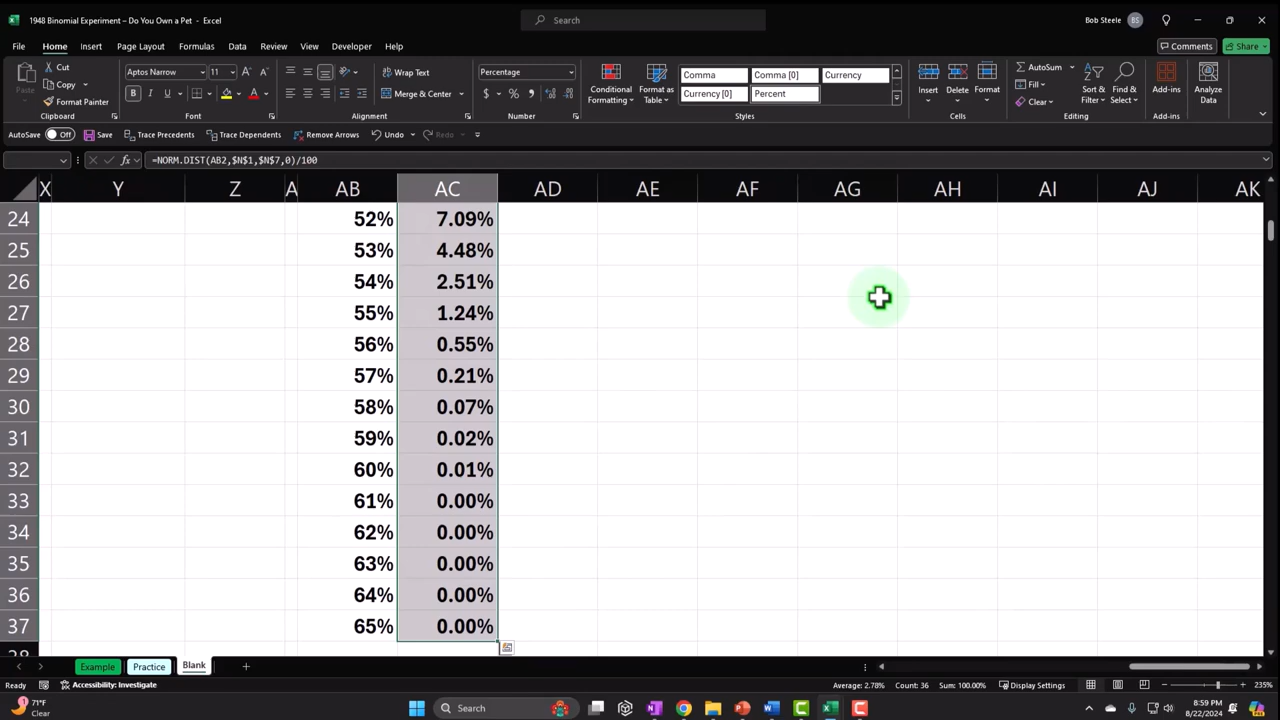 1948 Binomial Experiment – Do You Own a Pet - Excel
Search
Bob Steele
BS
File Home Insert Page Layout Formulas Data Review View Developer Help
Comments
Share
Paste
Cut
Copy
Format Painter
Clipboard
Aptos Narrow
11
Font
Wrap Text
Merge & Center
Alignment
Percentage
Number
Conditional Formatting
Format as Table
Comma
Comma [0]
Currency
Currency [0]
Percent
Styles
Insert
Delete
Format
Cells
AutoSum
Fill
Clear
Sort & Filter
Find & Select
Editing
Add-ins
Add-ins
Analyze Data
AutoSave Off Save Trace Precedents Trace Dependents Remove Arrows Undo Redo
=NORM.DIST(AB2,$N$1,$N$7,0)/100
X Y Z A AB AC AD AE AF AG AH AI AJ AK
24 52% 7.09%
25 53% 4.48%
26 54% 2.51%
27 55% 1.24%
28 56% 0.55%
29 57% 0.21%
30 58% 0.07%
31 59% 0.02%
32 60% 0.01%
33 61% 0.00%
34 62% 0.00%
35 63% 0.00%
36 64% 0.00%
37 65% 0.00%
Example Practice Blank
Ready Accessibility: Investigate Average: 2.78% Count: 36 Sum: 100.00% Display Settings 235%
71°F
Clear
Search
8:59 PM
8/22/2024